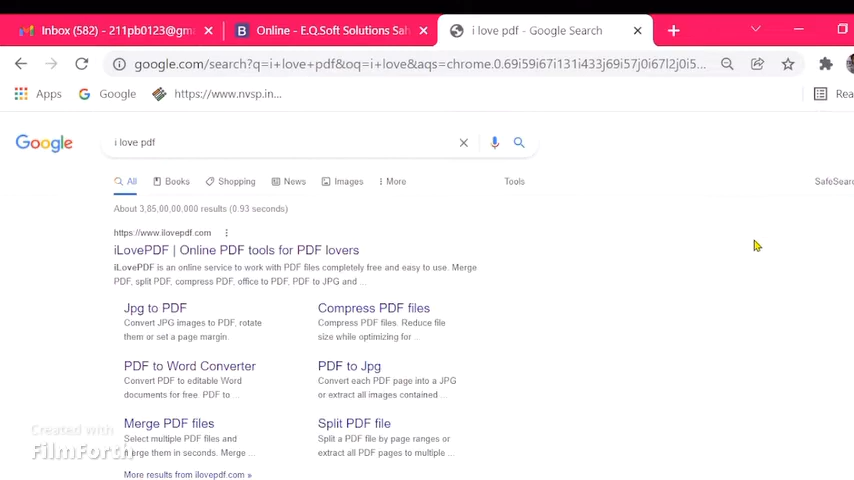 Inbox (582) - 211pb0123@gm
Online - E.Q.Soft Solutions Sah
i love pdf - Google Search
google.com/search?q=i+love+pdf&oq=i+love&aqs=chrome.0.69i59i67i131i433j69i57j0i67l2j0i5...
Apps
Google
https://www.nvsp.in...
Rea
Google
i love pdf
All
Books
Shopping
News
Images
More
Tools
SafeSearc
About 3,85,00,00,000 results (0.93 seconds)
https://www.ilovepdf.com
iLovePDF | Online PDF tools for PDF lovers
iLovePDF is an online service to work with PDF files completely free and easy to use. Merge
PDF, split PDF, compress PDF, office to PDF, PDF to JPG and ...
Jpg to PDF
Convert JPG images to PDF, rotate
them or set a page margin.
Compress PDF files
Compress PDF files. Reduce file
size while optimizing for ...
PDF to Word Converter
Convert PDF to editable Word
documents for free. PDF to ...
PDF to Jpg
Convert each PDF page into a JPG
or extract all images contained ...
Merge PDF files
Select multiple PDF files and
merge them in seconds. Merge ...
Split PDF file
Split a PDF file by page ranges or
extract all PDF pages to multiple ...
More results from ilovepdf.com »
Created with
FilmForth